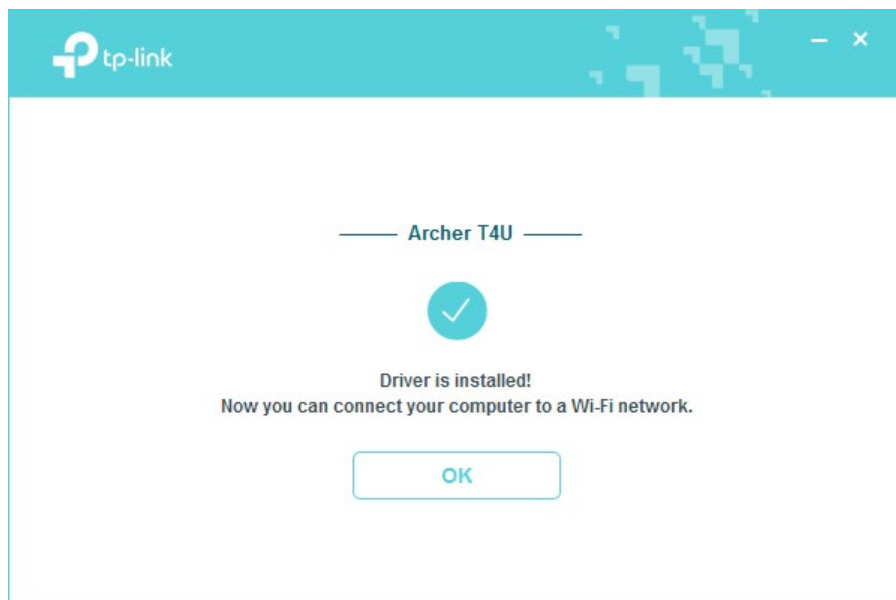 tp-link
Archer T4U
Driver is installed!
Now you can connect your computer to a Wi-Fi network.
OK